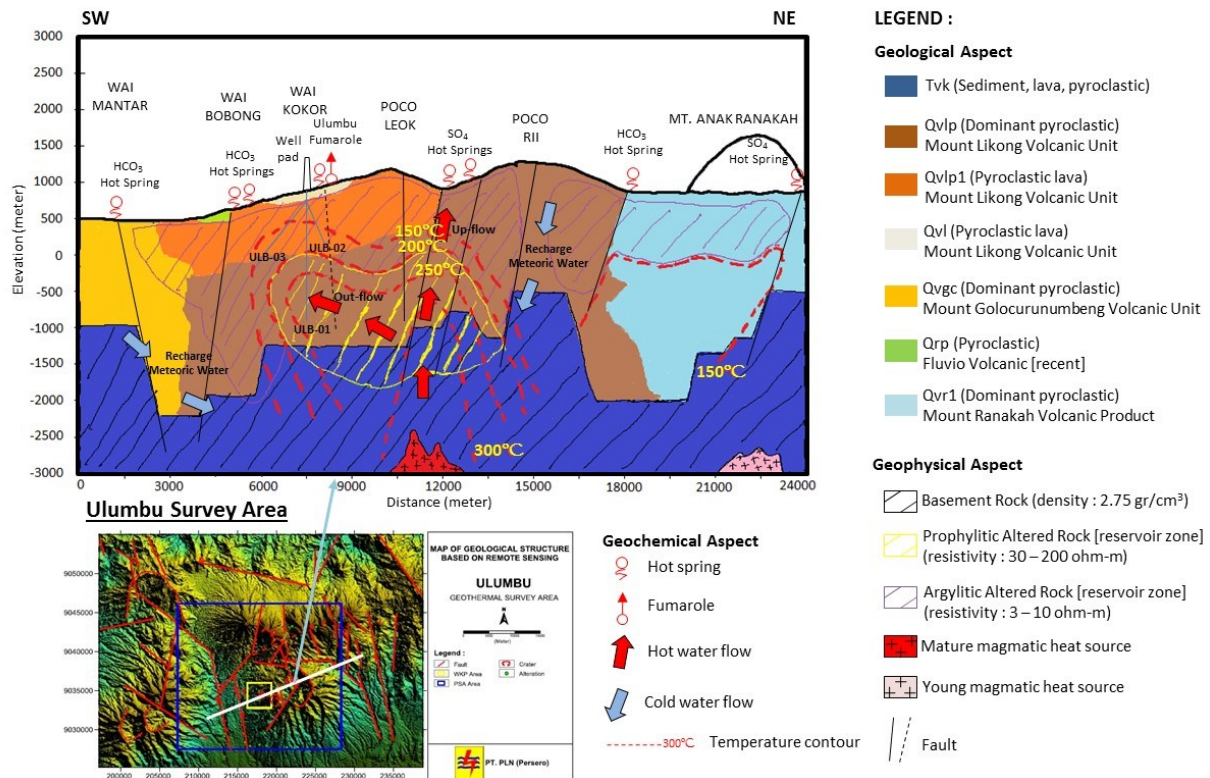 SW
NE
3000
2500
2000
1500
1000
500
0
-500
-1000
-1500
-2000
-2500
-3000
Elevation (meter)
WAI
MANTAR
WAI
BOBONG
WAI
KOKOR
POCO
LEOK
POCO
RII
MT. ANAK RANAKAH
Well
pad
Ulumbu
Fumarole
HCO3
Hot Spring
HCO3
Hot Springs
SO4
Hot Springs
HCO3
Hot Spring
SO4
Hot Spring
ULB-03
ULB-02
ULB-01
150°C
200°C
250°C
Up-flow
Out-flow
Recharge
Meteoric Water
Recharge
Meteoric Water
150°C
300°C
0
3000
6000
9000
12000
15000
18000
21000
24000
Distance (meter)
LEGEND :
Geological Aspect
Tvk (Sediment, lava, pyroclastic)
Qvlp (Dominant pyroclastic)
Mount Likong Volcanic Unit
Qvlp1 (Pyroclastic lava)
Mount Likong Volcanic Unit
Qvl (Pyroclastic lava)
Mount Likong Volcanic Unit
Qvgc (Dominant pyroclastic)
Mount Golocurunumbeng Volcanic Unit
Qrp (Pyroclastic)
Fluvio Volcanic [recent]
Qvr1 (Dominant pyroclastic)
Mount Ranakah Volcanic Product
Geophysical Aspect
Basement Rock (density : 2.75 gr/cm³)
Prophylitic Altered Rock [reservoir zone]
(resistivity : 30 – 200 ohm-m)
Argylitic Altered Rock [reservoir zone]
(resistivity : 3 – 10 ohm-m)
Mature magmatic heat source
Young magmatic heat source
Fault
Geochemical Aspect
Hot spring
Fumarole
Hot water flow
Cold water flow
300°C
Temperature contour
Ulumbu Survey Area
9050000
9045000
9040000
9035000
9030000
200000
205000
210000
215000
220000
225000
230000
235000
MAP OF GEOLOGICAL STRUCTURE
BASED ON REMOTE SENSING
ULUMBU
GEOTHERMAL SURVEY AREA
N
(Meter)
Legend :
Fault
Crater
WKP Area
Alteration
PSA Area
PT. PLN (Persero)